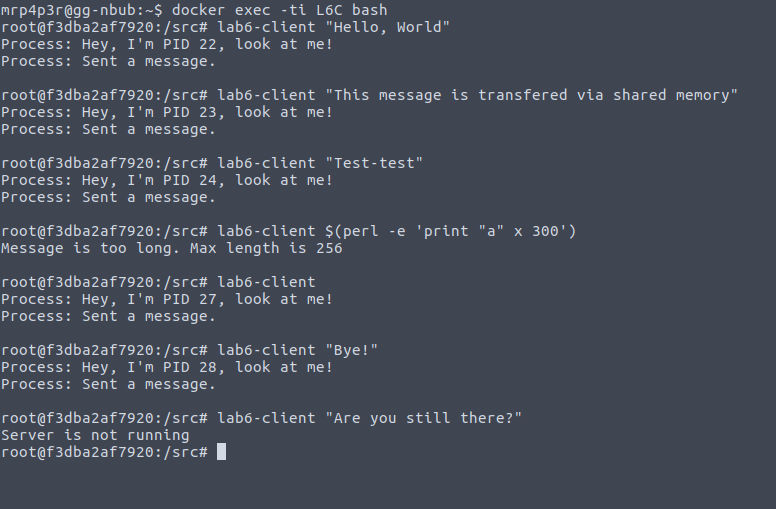 mrp4p3r@gg-nbub:~$ docker exec -ti L6C bash
root@f3dba2af7920:/src# lab6-client "Hello, World"
Process: Hey, I'm PID 22, look at me!
Process: Sent a message.
root@f3dba2af7920:/src# lab6-client "This message is transfered via shared memory"
Process: Hey, I'm PID 23, look at me!
Process: Sent a message.
root@f3dba2af7920:/src# lab6-client "Test-test"
Process: Hey, I'm PID 24, look at me!
Process: Sent a message.
root@f3dba2af7920:/src# lab6-client $(perl -e 'print "a" x 300')
Message is too long. Max length is 256
root@f3dba2af7920:/src# lab6-client
Process: Hey, I'm PID 27, look at me!
Process: Sent a message.
root@f3dba2af7920:/src# lab6-client "Bye!"
Process: Hey, I'm PID 28, look at me!
Process: Sent a message.
root@f3dba2af7920:/src# lab6-client "Are you still there?"
Server is not running
root@f3dba2af7920:/src#